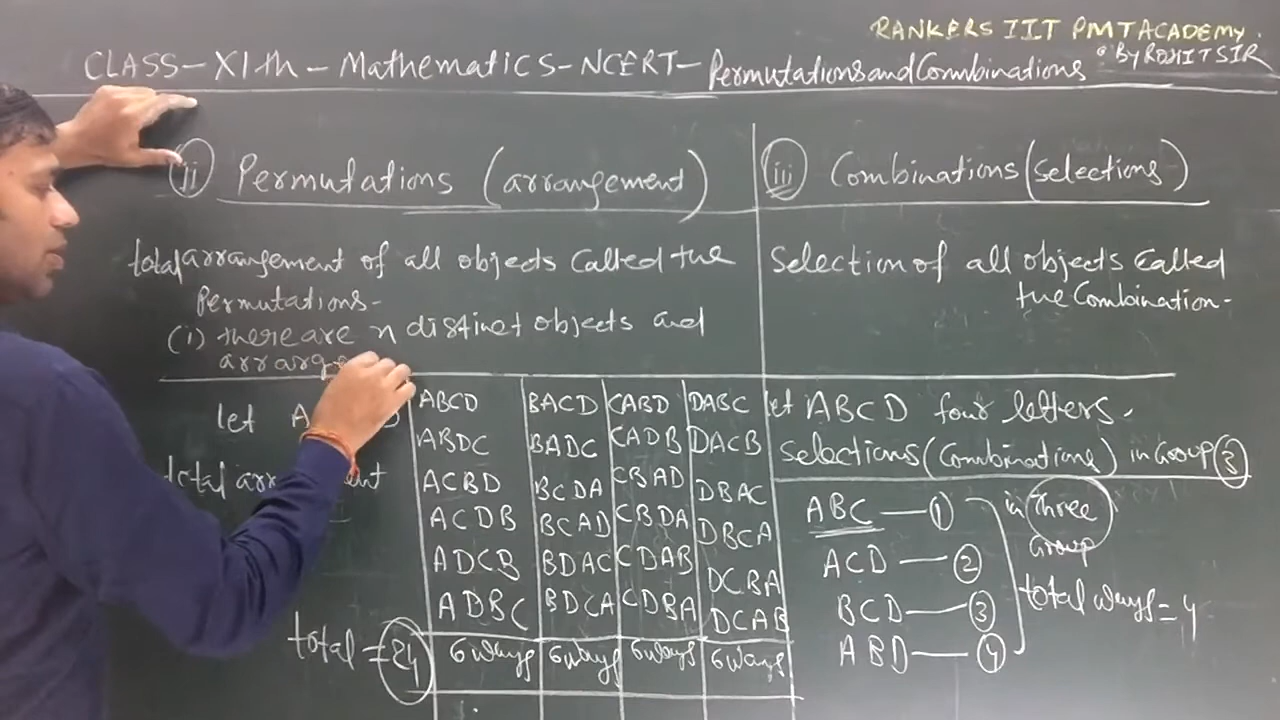 RANKERS IIT PMT ACADEMY.
CLASS-XIth-Mathematics-NCERT-Permutations and Combinations
By ROHIT SIR
(ii) Permutations (arrangement)
total arrangement of all objects called the
Permutations-
(i) there are n distinct objects and
arrange
let A
total arr ent
ABCD BACD CABD DABC
ABDC BADC CADB DACB
ACBD BCDA CBAD DBAC
ACDB BCAD CBDA DBCA
ADCB BDAC CDAB DCBA
ADBC BDCA CDBA DCAB
total = 24 6 ways 6 ways 6 ways 6 ways
(iii) Combinations (selections)
Selection of all objects called
the Combination.
let ABCD four letters.
selections (Combinations) in Group (3)
ABC — (1)
ACD — (2)
BCD — (3)
ABD — (4)
in Three
Group
total ways = 4